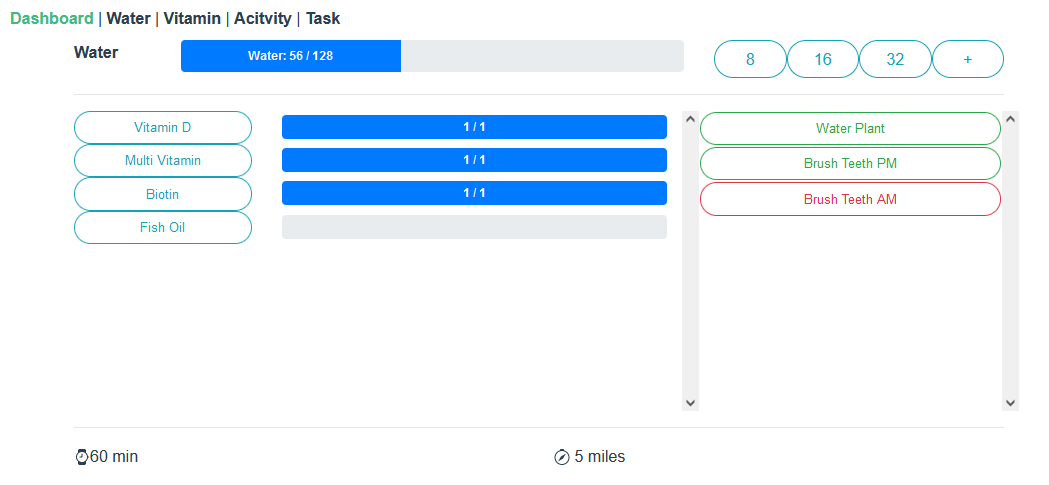 Dashboard | Water | Vitamin | Acitvity | Task
Water
Water: 56 / 128
8 16 32 +
Vitamin D 1 / 1
Multi Vitamin 1 / 1
Biotin 1 / 1
Fish Oil
Water Plant
Brush Teeth PM
Brush Teeth AM
60 min
5 miles